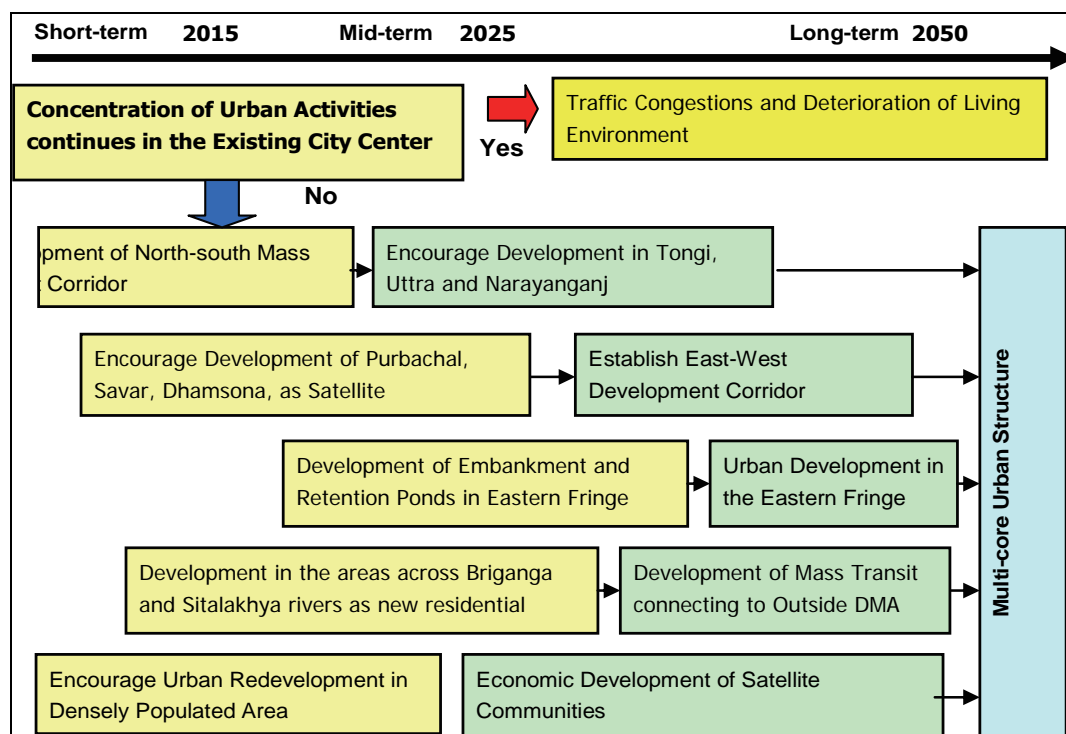 Short-term 2015 Mid-term 2025 Long-term 2050
Concentration of Urban Activities
continues in the Existing City Center
Yes
Traffic Congestions and Deterioration of Living
Environment
No
opment of North-south Mass
Corridor
Encourage Development in Tongi,
Uttra and Narayanganj
Encourage Development of Purbachal,
Savar, Dhamsona, as Satellite
Establish East-West
Development Corridor
Development of Embankment and
Retention Ponds in Eastern Fringe
Urban Development in
the Eastern Fringe
Development in the areas across Briganga
and Sitalakhya rivers as new residential
Development of Mass Transit
connecting to Outside DMA
Encourage Urban Redevelopment in
Densely Populated Area
Economic Development of Satellite
Communities
Multi-core Urban Structure